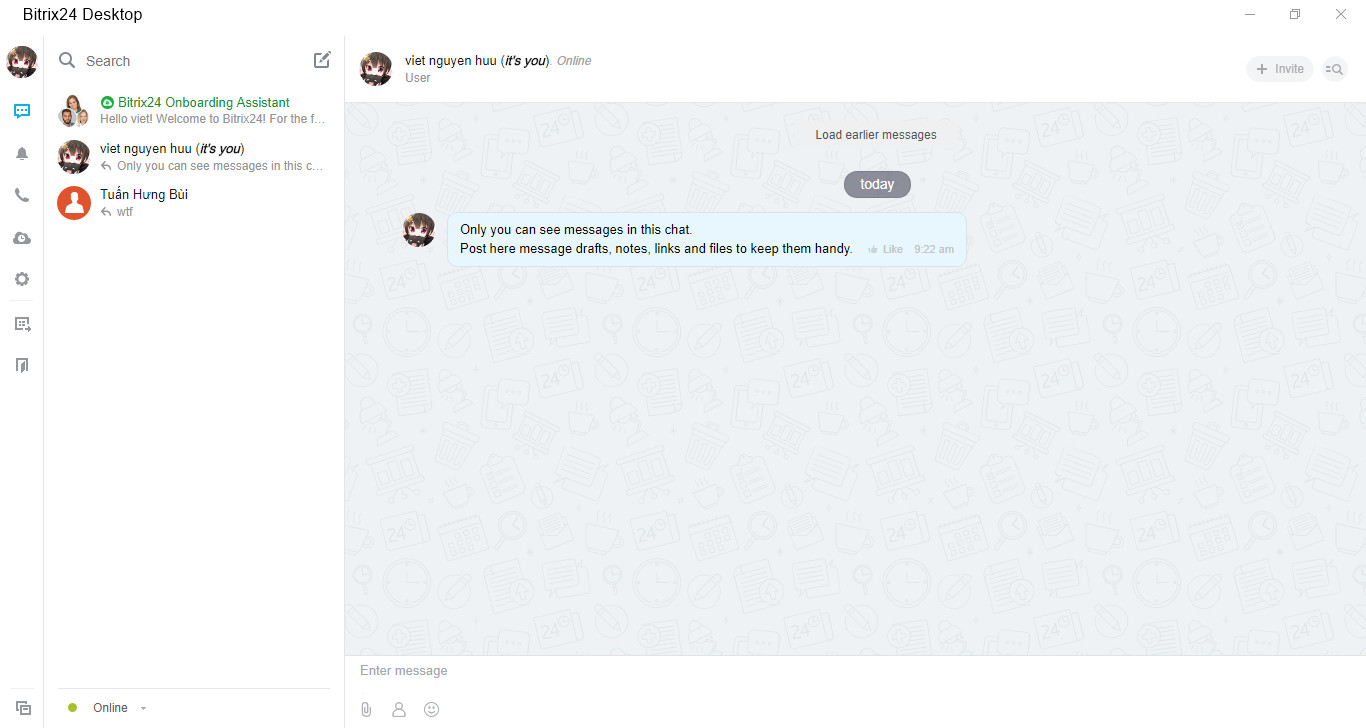 Bitrix24 Desktop
Search
Bitrix24 Onboarding Assistant
Hello viet! Welcome to Bitrix24! For the f...
viet nguyen huu (it's you)
Only you can see messages in this c...
Tuấn Hưng Bùi
wtf
Online
viet nguyen huu (it's you). Online
User
Invite
Load earlier messages
today
Only you can see messages in this chat.
Post here message drafts, notes, links and files to keep them handy. Like 9:22 am
Enter message